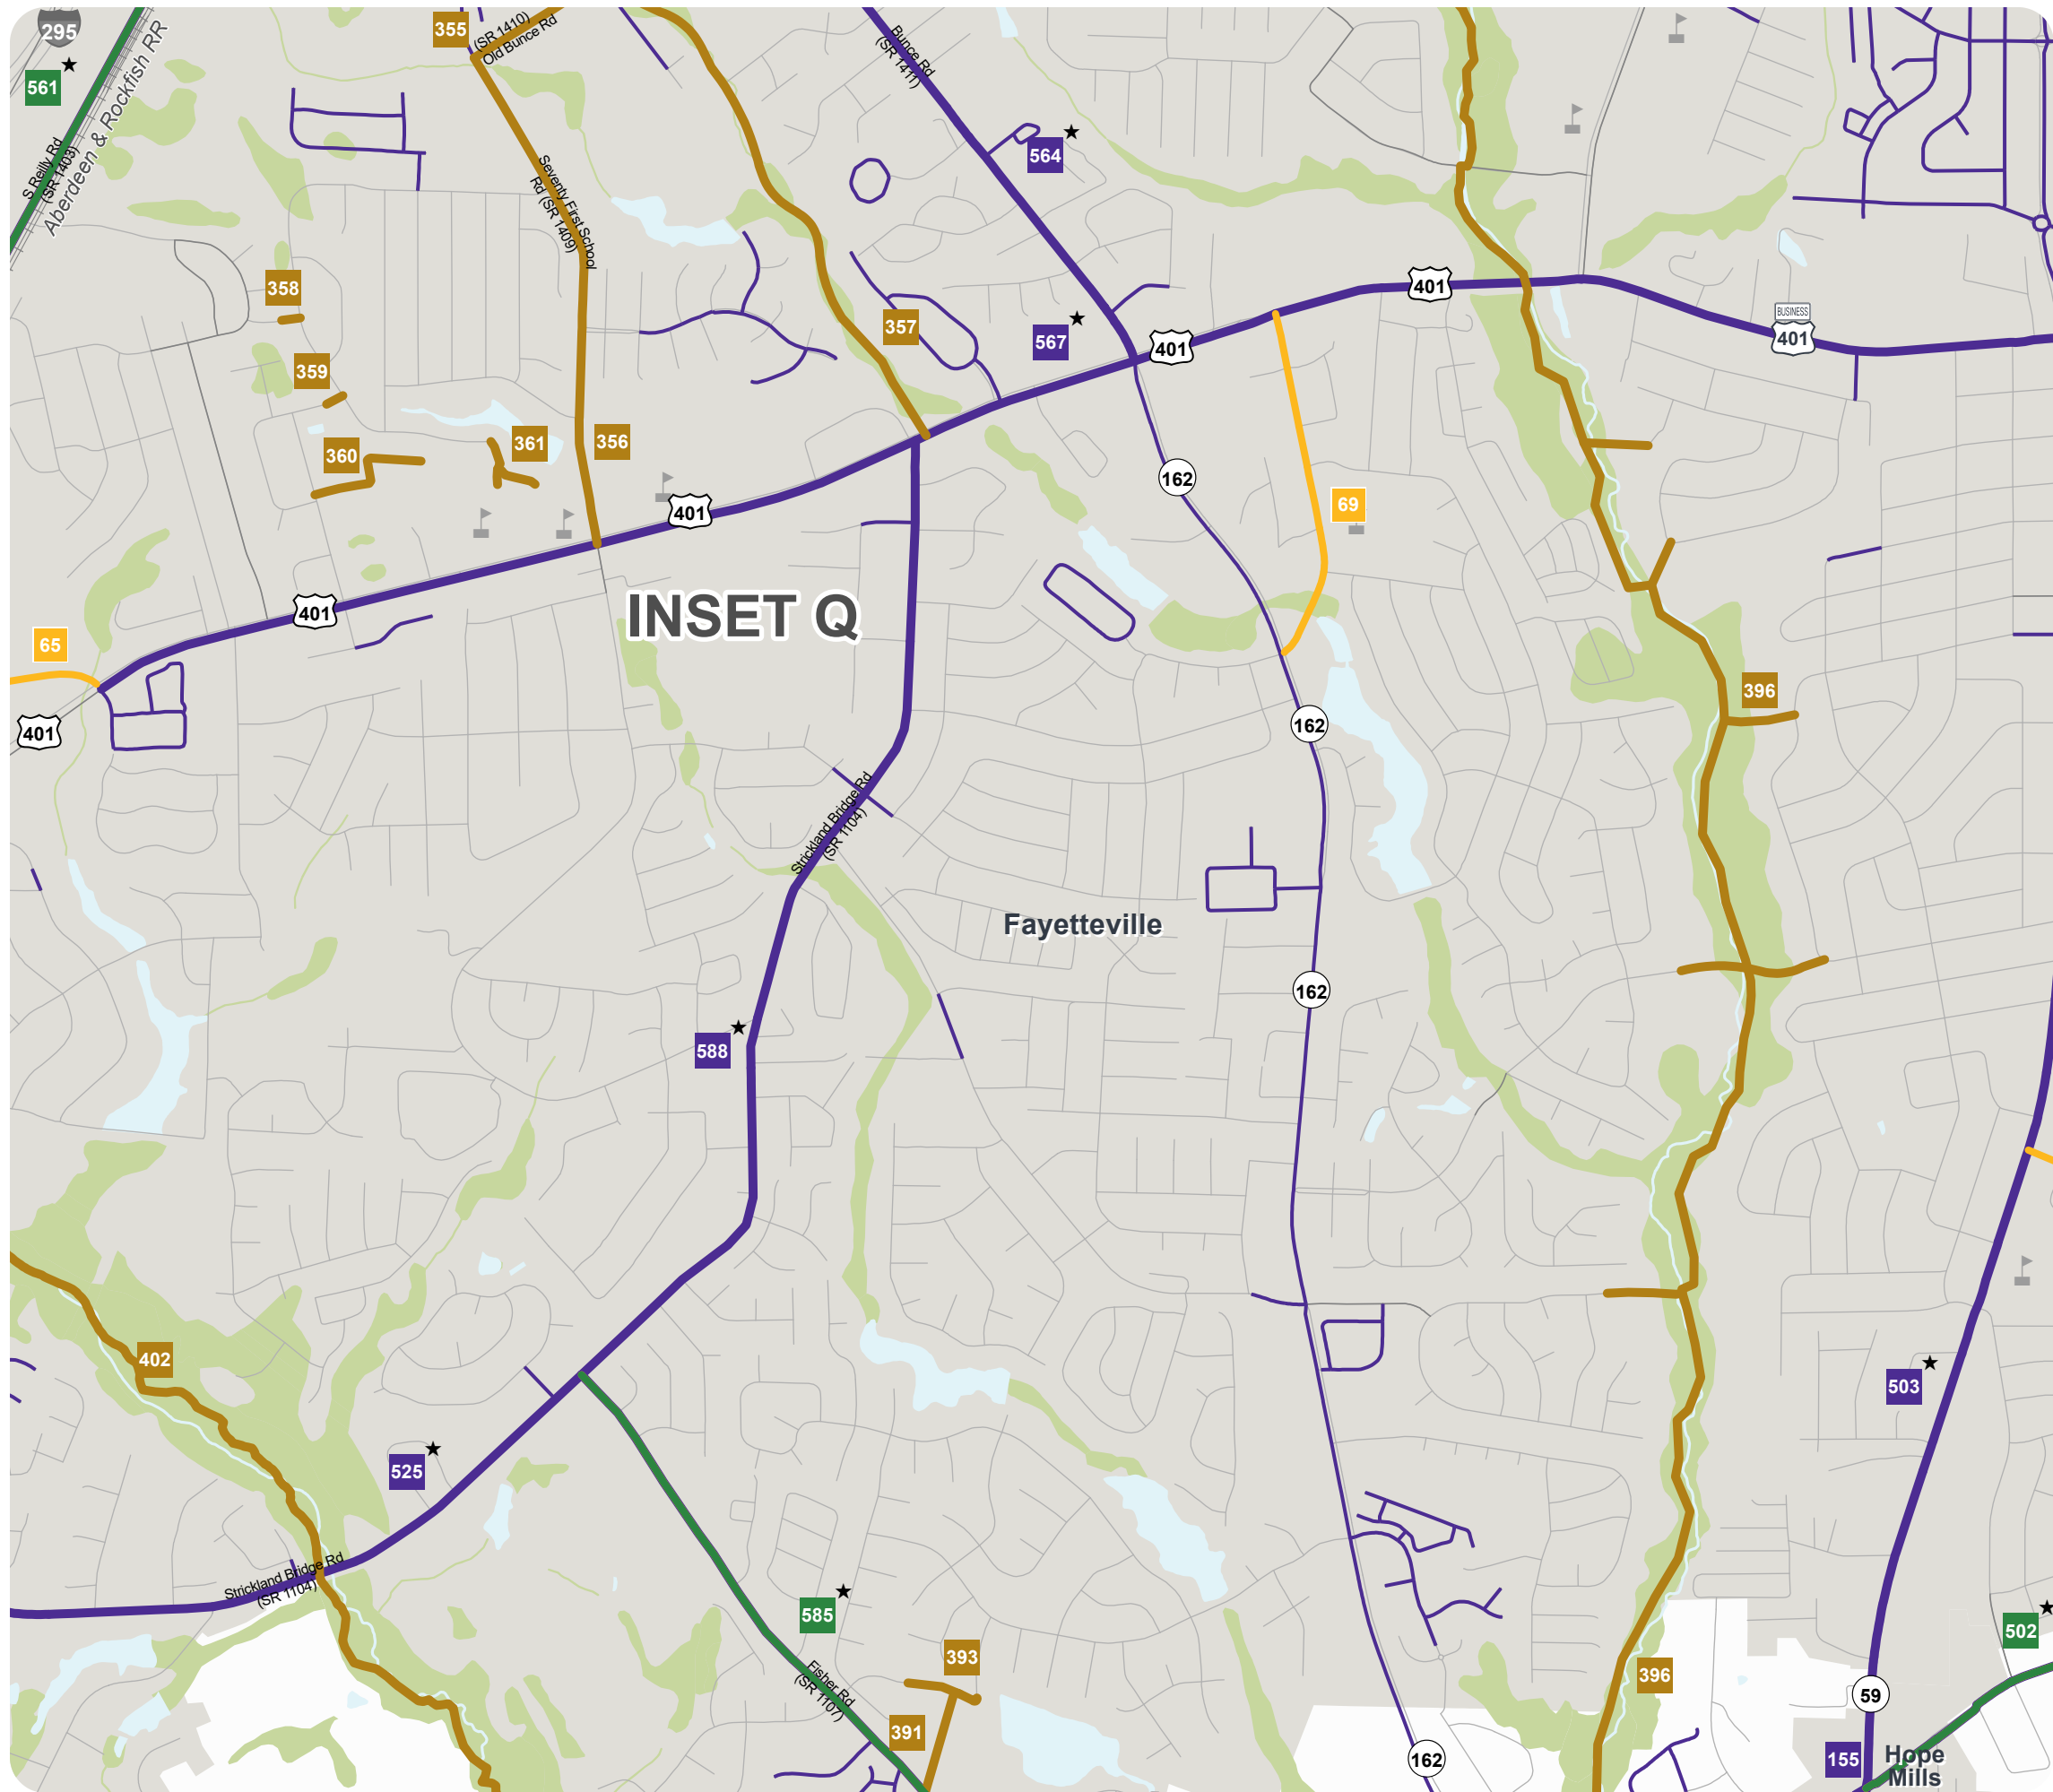 295
561
S Reilly Rd
(SR 1403)
Aberdeen & Rockfish RR
355
(SR 1410)
Old Bunce Rd
Bunce Rd
(SR 1411)
564
Seventy First School
Rd (SR 1409)
358
357
567
401
401
BUSINESS
401
359
360
361
356
401
162
69
401
INSET Q
65
401
162
396
Strickland Bridge Rd
(SR 1104)
Fayetteville
162
588
402
503
525
Strickland Bridge Rd
(SR 1104)
585
502
393
Fisher Rd
(SR 1107)
391
396
59
162
155
Hope
Mills